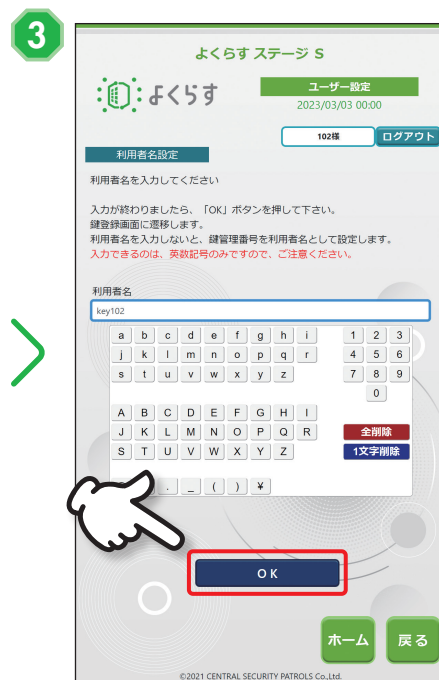 3
よくらす ステージ S
よくらす
ユーザー設定
2023/03/03 00:00
102様
ログアウト
利用者名設定
利用者名を入力してください
入力が終わりましたら、「OK」ボタンを押して下さい。
鍵登録画面に遷移します。
利用者名を入力しないと、鍵管理番号を利用者名として設定します。
入力できるのは、英数記号のみですので、ご注意ください。
利用者名
key102
a b c d e f g h i 1 2 3
j k l m n o p q r 4 5 6
s t u v w x y z 7 8 9
0
A B C D E F G H I
J K L M N O P Q R 全削除
S T U V W X Y Z 1文字削除
. _ ( ) ¥
OK
ホーム
戻る
©2021 CENTRAL SECURITY PATROLS Co.,Ltd.